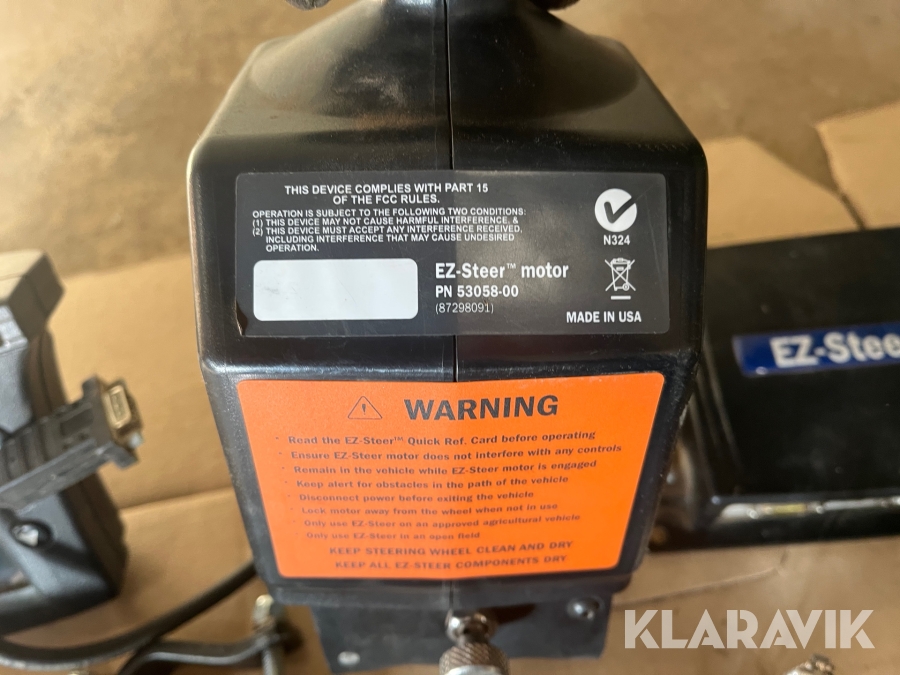 THIS DEVICE COMPLIES WITH PART 15
OF THE FCC RULES.
OPERATION IS SUBJECT TO THE FOLLOWING TWO CONDITIONS:
(1) THIS DEVICE MAY NOT CAUSE HARMFUL INTERFERENCE, &
(2) THIS DEVICE MUST ACCEPT ANY INTERFERENCE RECEIVED,
INCLUDING INTERFERENCE THAT MAY CAUSE UNDESIRED
OPERATION.
N324
EZ-Steer™ motor
PN 53058-00
(87298091)
MADE IN USA
EZ-Stee
WARNING
· Read the EZ-Steer™ Quick Ref. Card before operating
· Ensure EZ-Steer motor does not interfere with any controls
· Remain in the vehicle while EZ-Steer motor is engaged
· Keep alert for obstacles in the path of the vehicle
· Disconnect power before exiting the vehicle
· Lock motor away from the wheel when not in use
· Only use EZ-Steer on an approved agricultural vehicle
· Only use EZ-Steer in an open field
KEEP STEERING WHEEL CLEAN AND DRY
KEEP ALL EZ-STEER COMPONENTS DRY
KLARAVIK